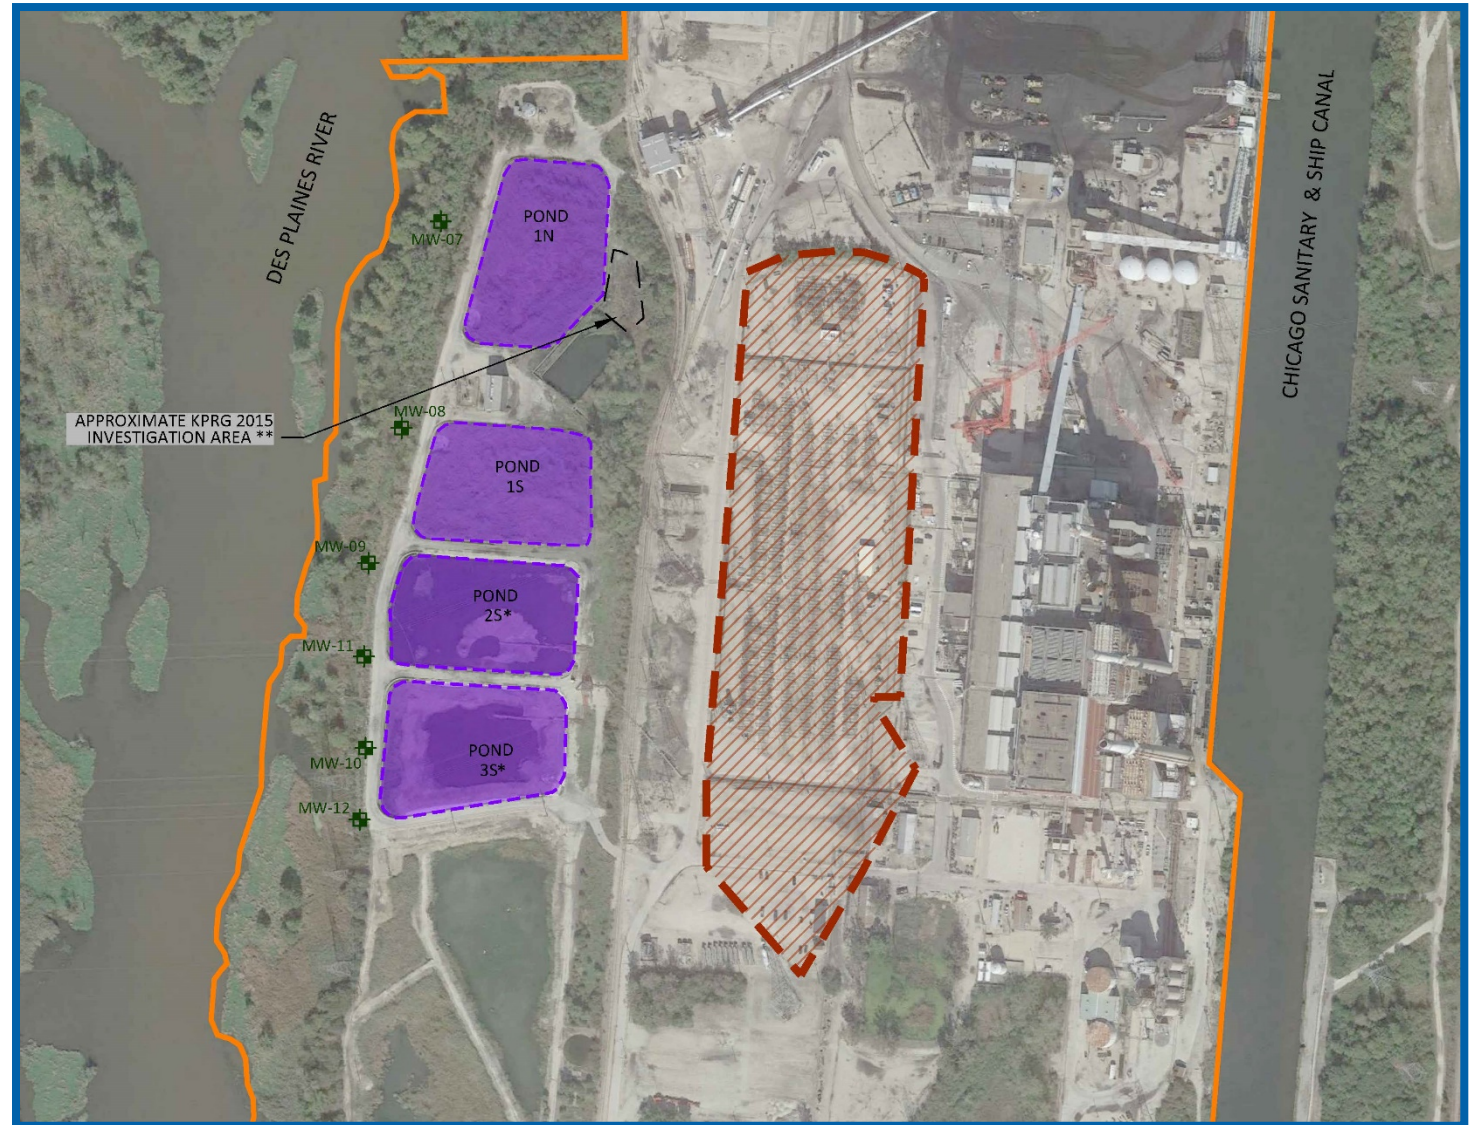 DES PLAINES RIVER
CHICAGO SANITARY & SHIP CANAL
POND
1N
MW-07
APPROXIMATE KPRG 2015
INVESTIGATION AREA **
MW-08
POND
1S
MW-09
POND
2S*
MW-11
POND
3S*
MW-10
MW-12